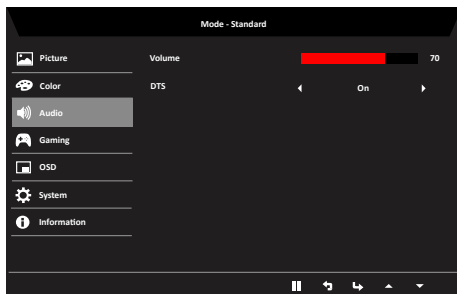 Mode - Standard
Picture
Volume 70
Color
DTS On
Audio
Gaming
OSD
System
Information